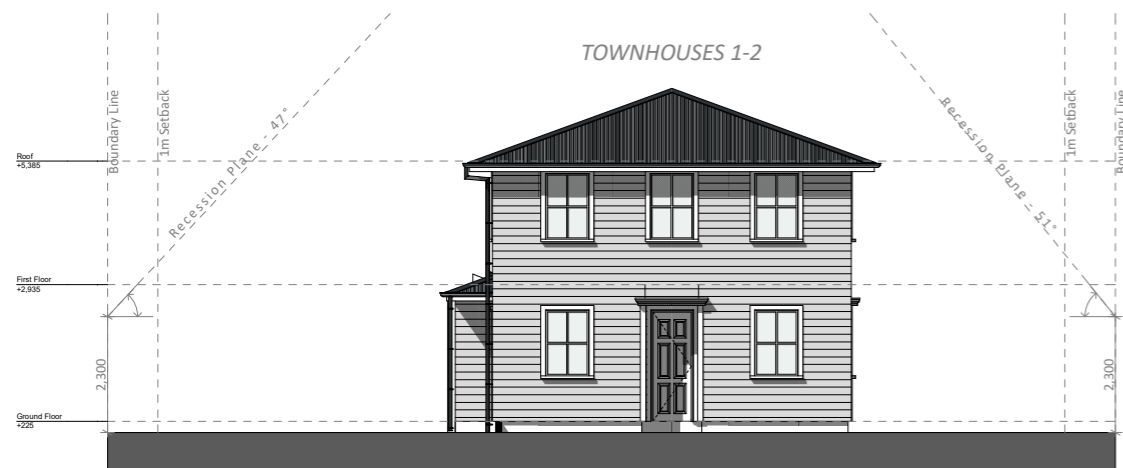 TOWNHOUSES 1-2
Boundary Line
1m Setback
Recession Plane - 47°
Recession Plane - 51°
1m Setback
Boundary Line
Roof
+5,385
First Floor
+2,935
2,300
2,300
Ground Floor
+225